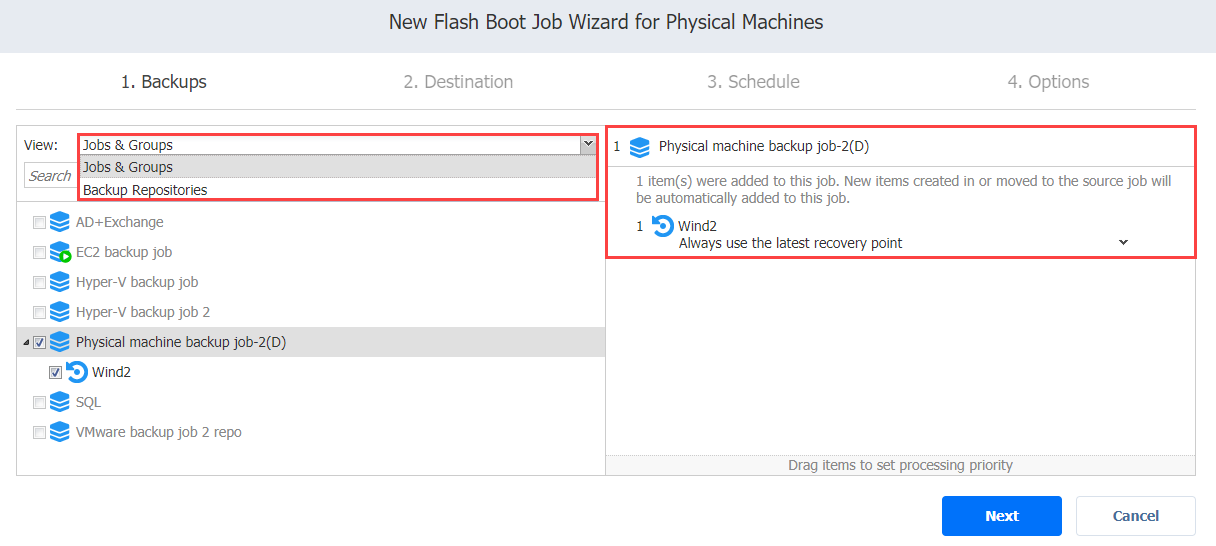 New Flash Boot Job Wizard for Physical Machines
1. Backups
2. Destination
3. Schedule
4. Options
View:
Jobs & Groups
Jobs & Groups
Backup Repositories
Search
AD+Exchange
EC2 backup job
Hyper-V backup job
Hyper-V backup job 2
Physical machine backup job-2(D)
Wind2
SQL
VMware backup job 2 repo
1 Physical machine backup job-2(D)
1 item(s) were added to this job. New items created in or moved to the source job will
be automatically added to this job.
1 Wind2
Always use the latest recovery point
Drag items to set processing priority
Next
Cancel